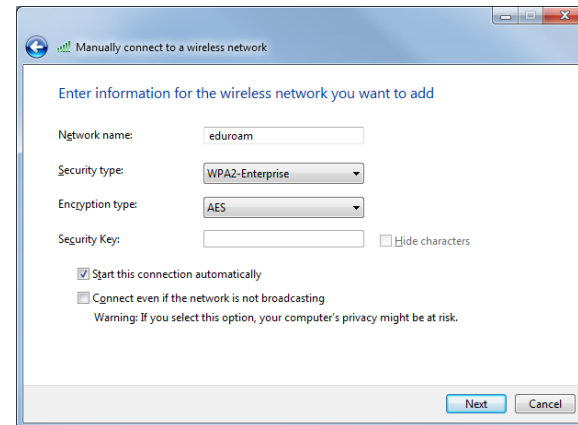 Manually connect to a wireless network
Enter information for the wireless network you want to add
Network name: eduroam
Security type: WPA2-Enterprise
Encryption type: AES
Security Key: Hide characters
Start this connection automatically
Connect even if the network is not broadcasting
Warning: If you select this option, your computer's privacy might be at risk.
Next Cancel